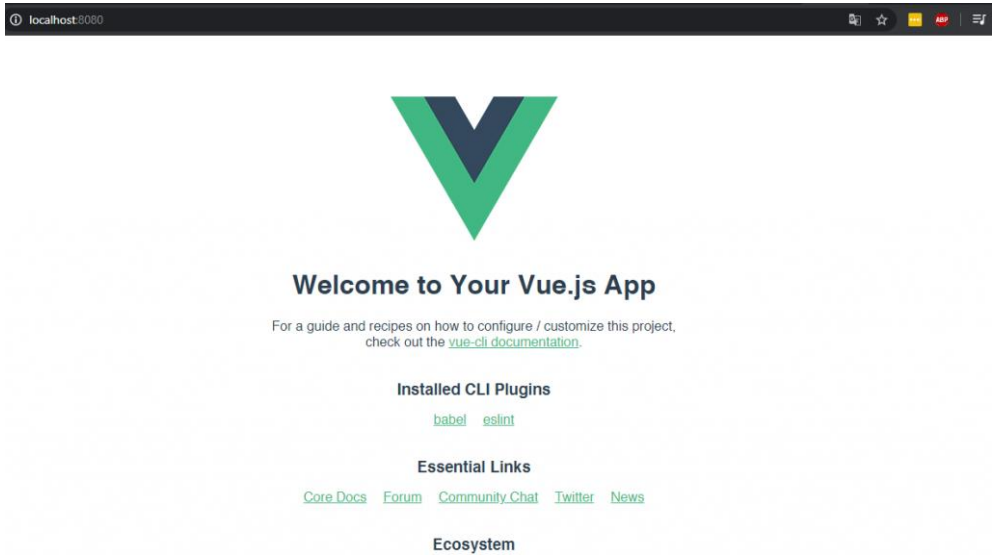 localhost:8080
ABP
Welcome to Your Vue.js App
For a guide and recipes on how to configure / customize this project,
check out the vue-cli documentation.
Installed CLI Plugins
babel eslint
Essential Links
Core Docs Forum Community Chat Twitter News
Ecosystem